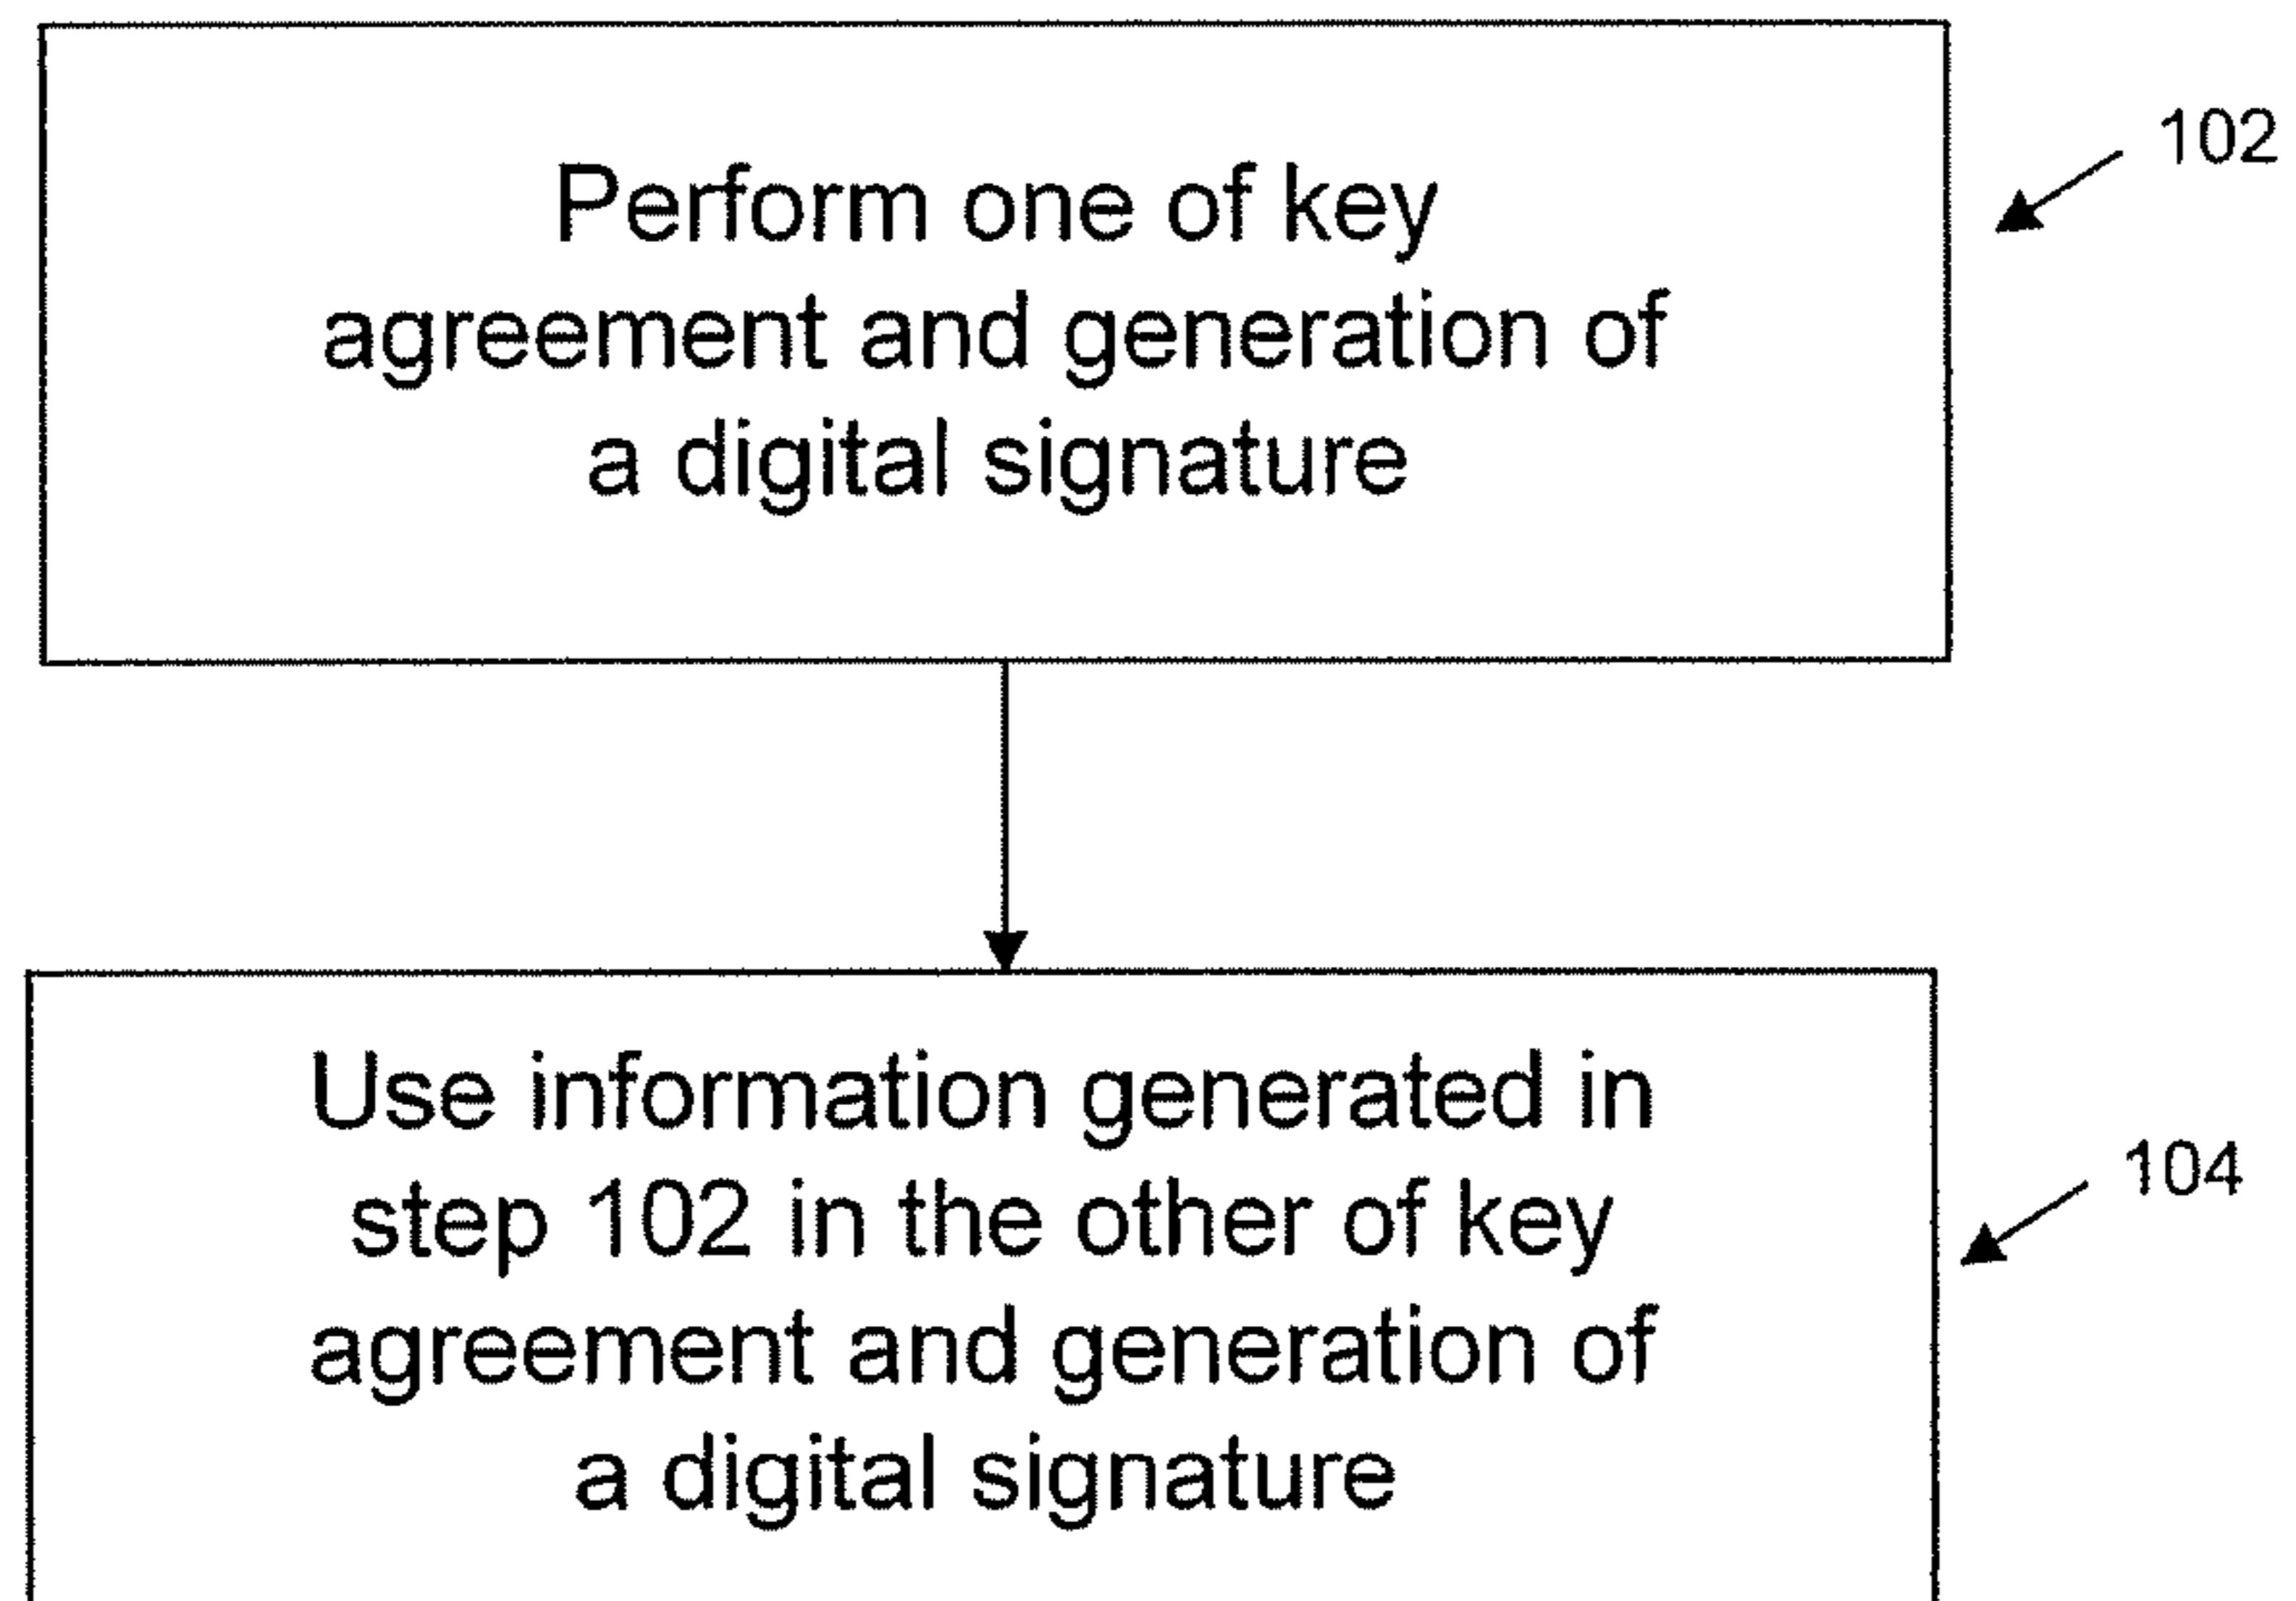 Perform one of key
agreement and generation of
a digital signature
102
Use information generated in
step 102 in the other of key
agreement and generation of
a digital signature
104